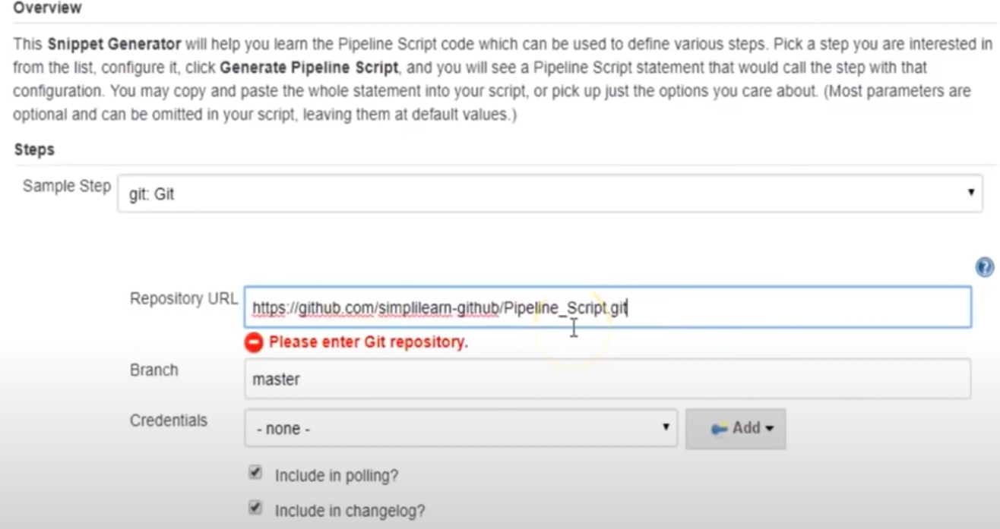 Overview
This Snippet Generator will help you learn the Pipeline Script code which can be used to define various steps. Pick a step you are interested in
from the list, configure it, click Generate Pipeline Script, and you will see a Pipeline Script statement that would call the step with that
configuration. You may copy and paste the whole statement into your script, or pick up just the options you care about. (Most parameters are
optional and can be omitted in your script, leaving them at default values.)
Steps
Sample Step git: Git
Repository URL https://github.com/simplilearn-github/Pipeline_Script.git
Please enter Git repository.
Branch master
Credentials - none - Add
Include in polling?
Include in changelog?